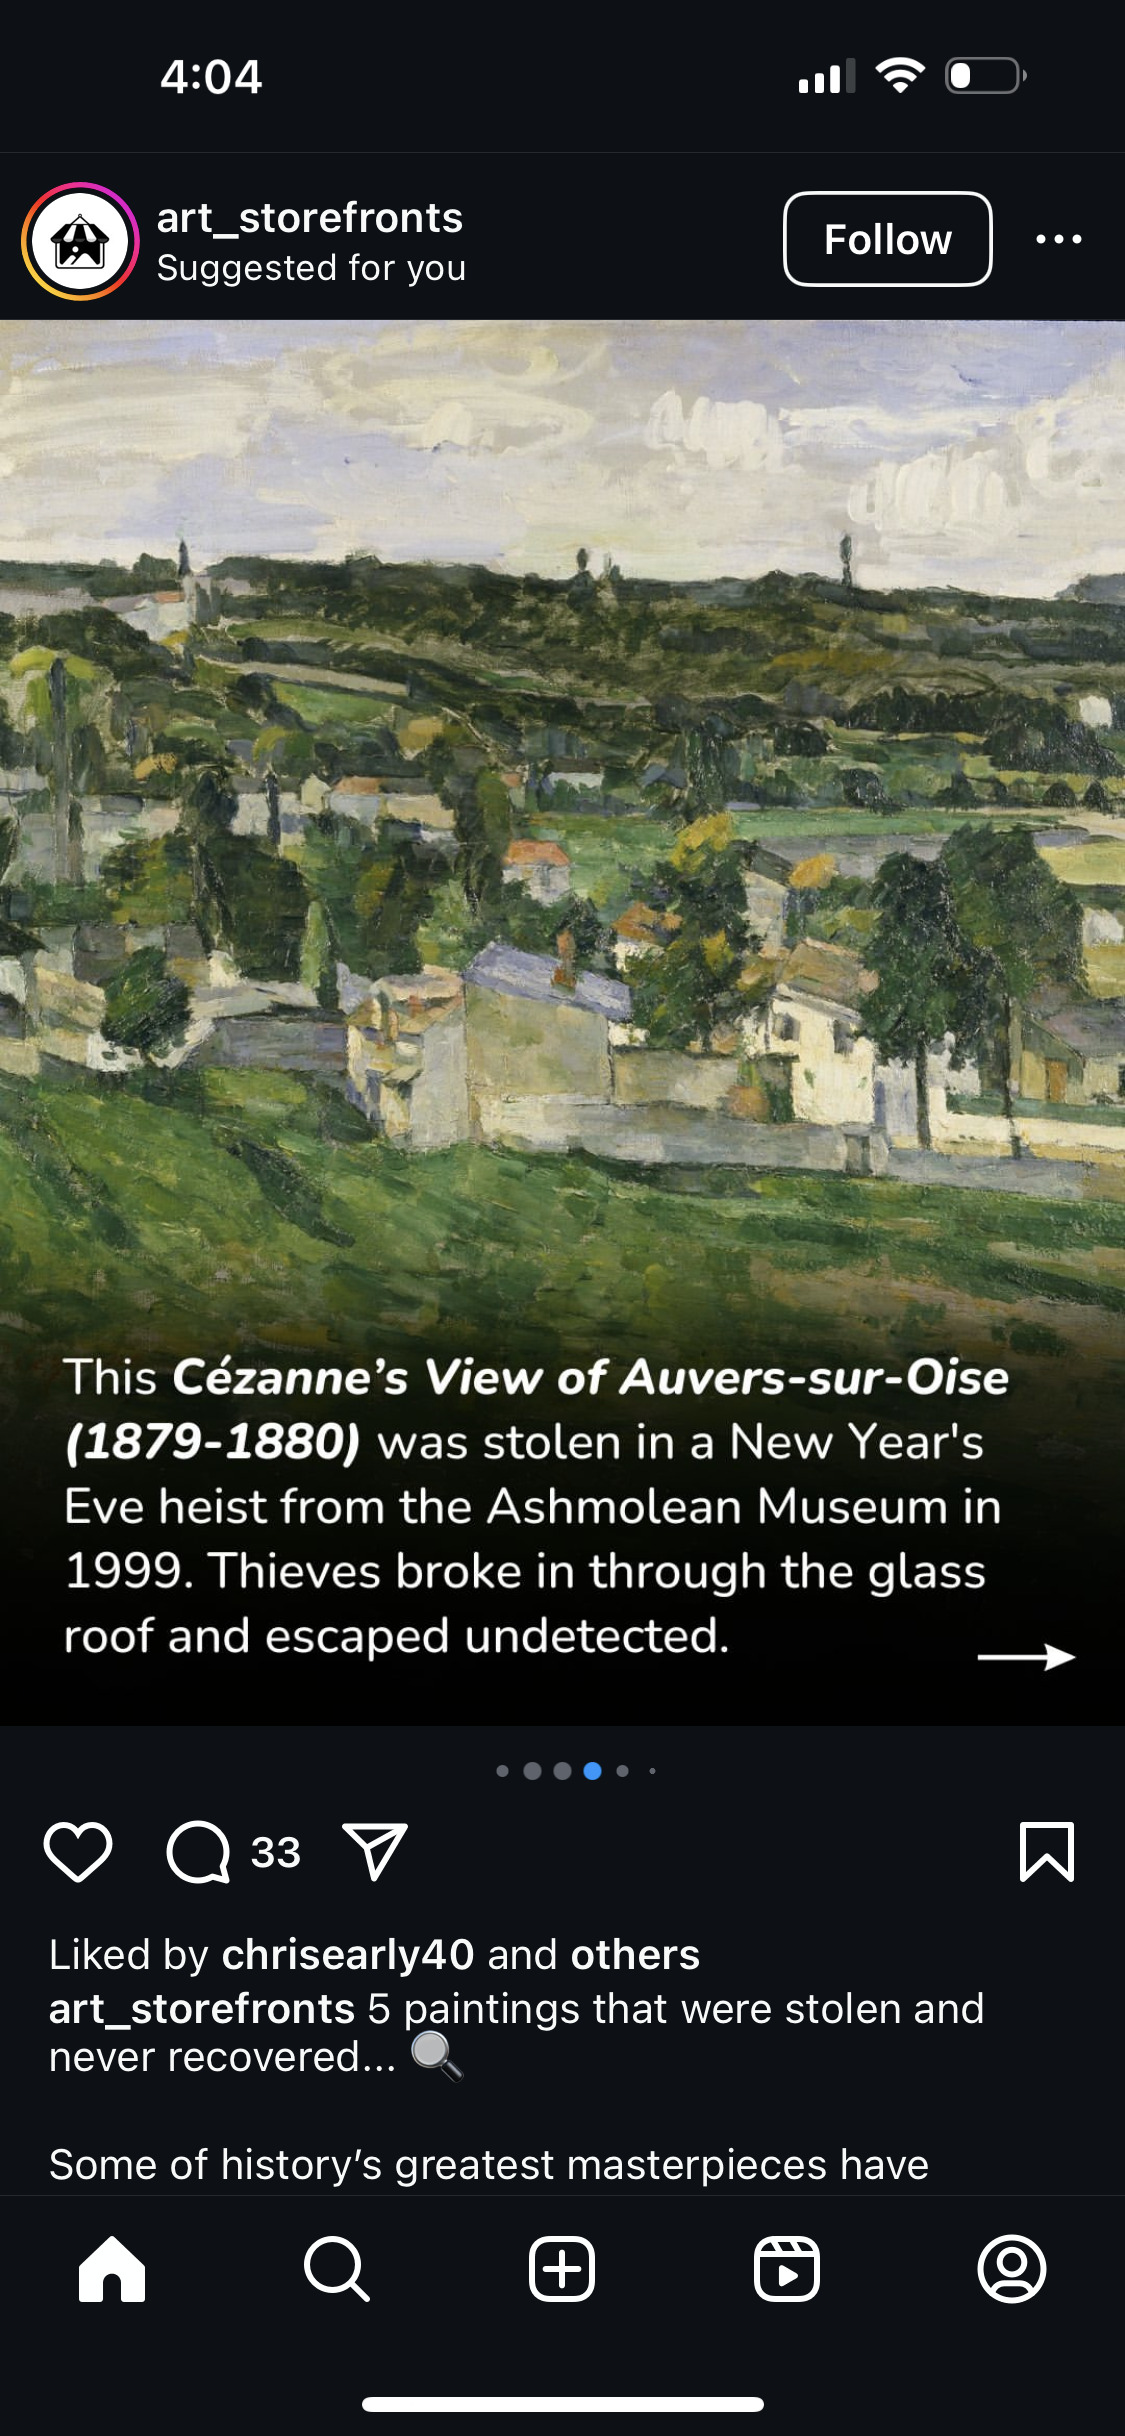 4:04
art_storefronts
Suggested for you
Follow
This Cézanne’s View of Auvers-sur-Oise
(1879-1880) was stolen in a New Year's
Eve heist from the Ashmolean Museum in
1999. Thieves broke in through the glass
roof and escaped undetected.
33
Liked by chrisearly40 and others
art_storefronts 5 paintings that were stolen and
never recovered... 🔍
Some of history’s greatest masterpieces have